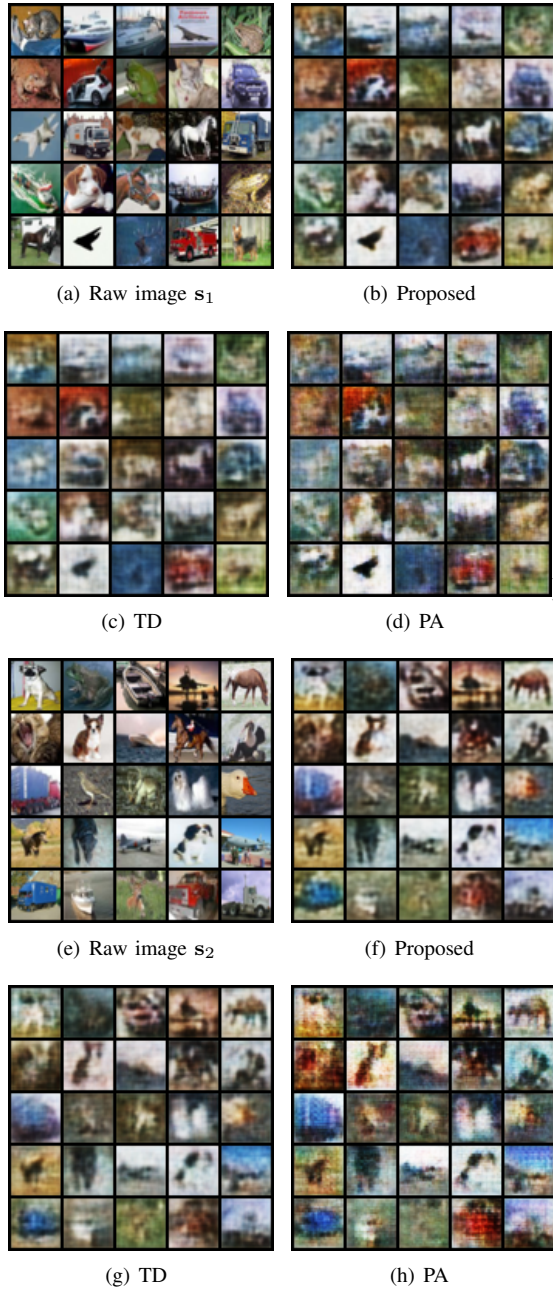 (a) Raw image s₁
(b) Proposed
(c) TD
(d) PA
(e) Raw image s₂
(f) Proposed
(g) TD
(h) PA